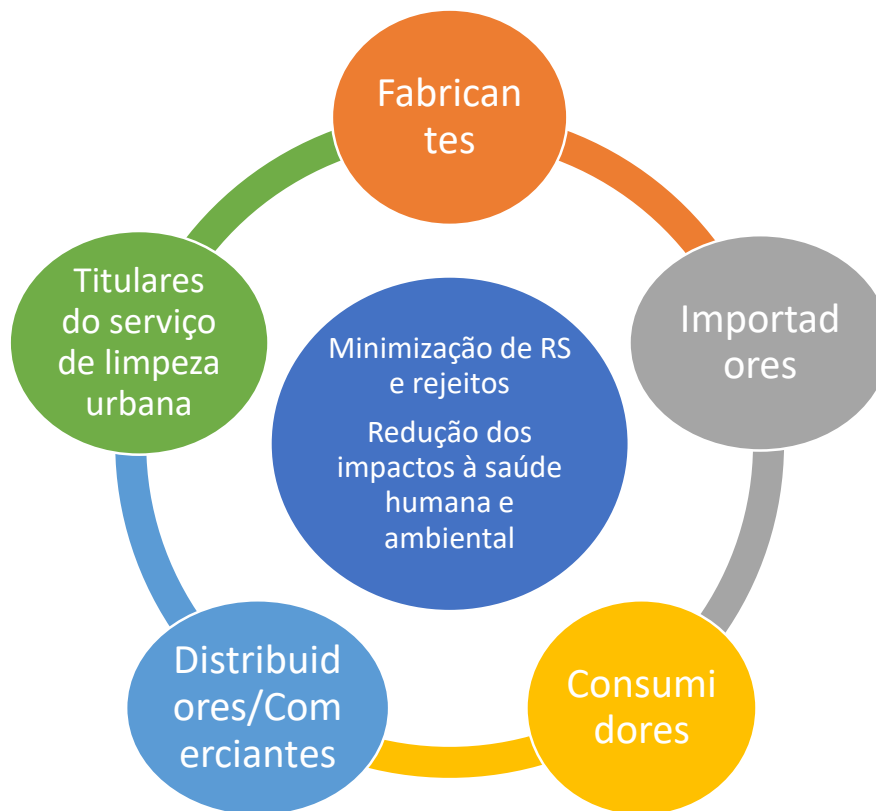 Fabrican
tes
Importad
ores
Consumi
dores
Distribuid
ores/Com
erciantes
Titulares
do serviço
de limpeza
urbana
Minimização de RS
e rejeitos
Redução dos
impactos à saúde
humana e
ambiental